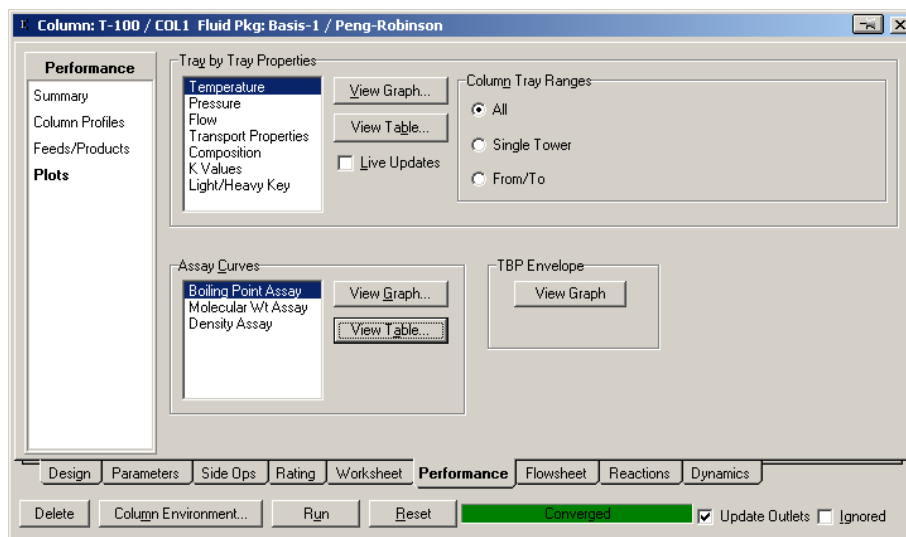 Column: T-100 / COL1 Fluid Pkg: Basis-1 / Peng-Robinson
Performance
Summary
Column Profiles
Feeds/Products
Plots
Tray by Tray Properties
Temperature
Pressure
Flow
Transport Properties
Composition
K Values
Light/Heavy Key
View Graph...
View Table...
Live Updates
Column Tray Ranges
All
Single Tower
From/To
Assay Curves
Boiling Point Assay
Molecular Wt Assay
Density Assay
View Graph...
View Table...
TBP Envelope
View Graph
Design Parameters Side Ops Rating Worksheet Performance Flowsheet Reactions Dynamics
Delete Column Environment... Run Reset Converged Update Outlets Ignored